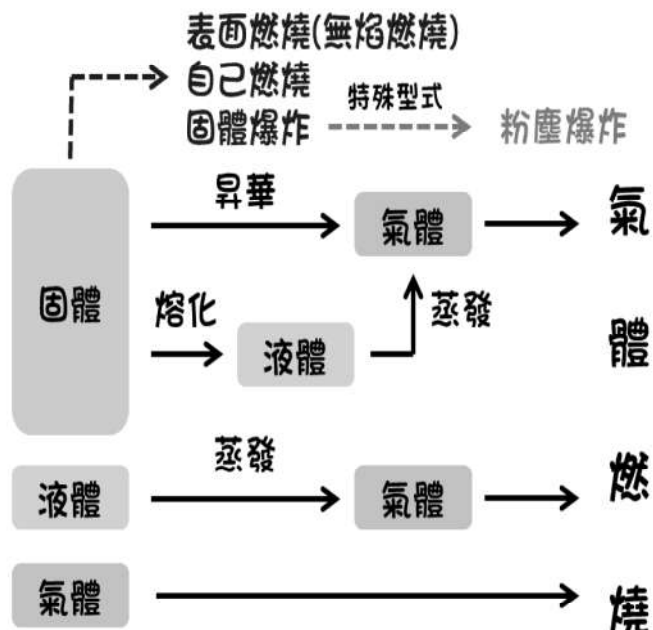 表面燃燒(無焰燃燒)
自己燃燒
固體爆炸
特殊型式
粉塵爆炸
固體
昇華
氣體
熔化
液體
蒸發
液體
蒸發
氣體
氣體
氣
體
燃
燒